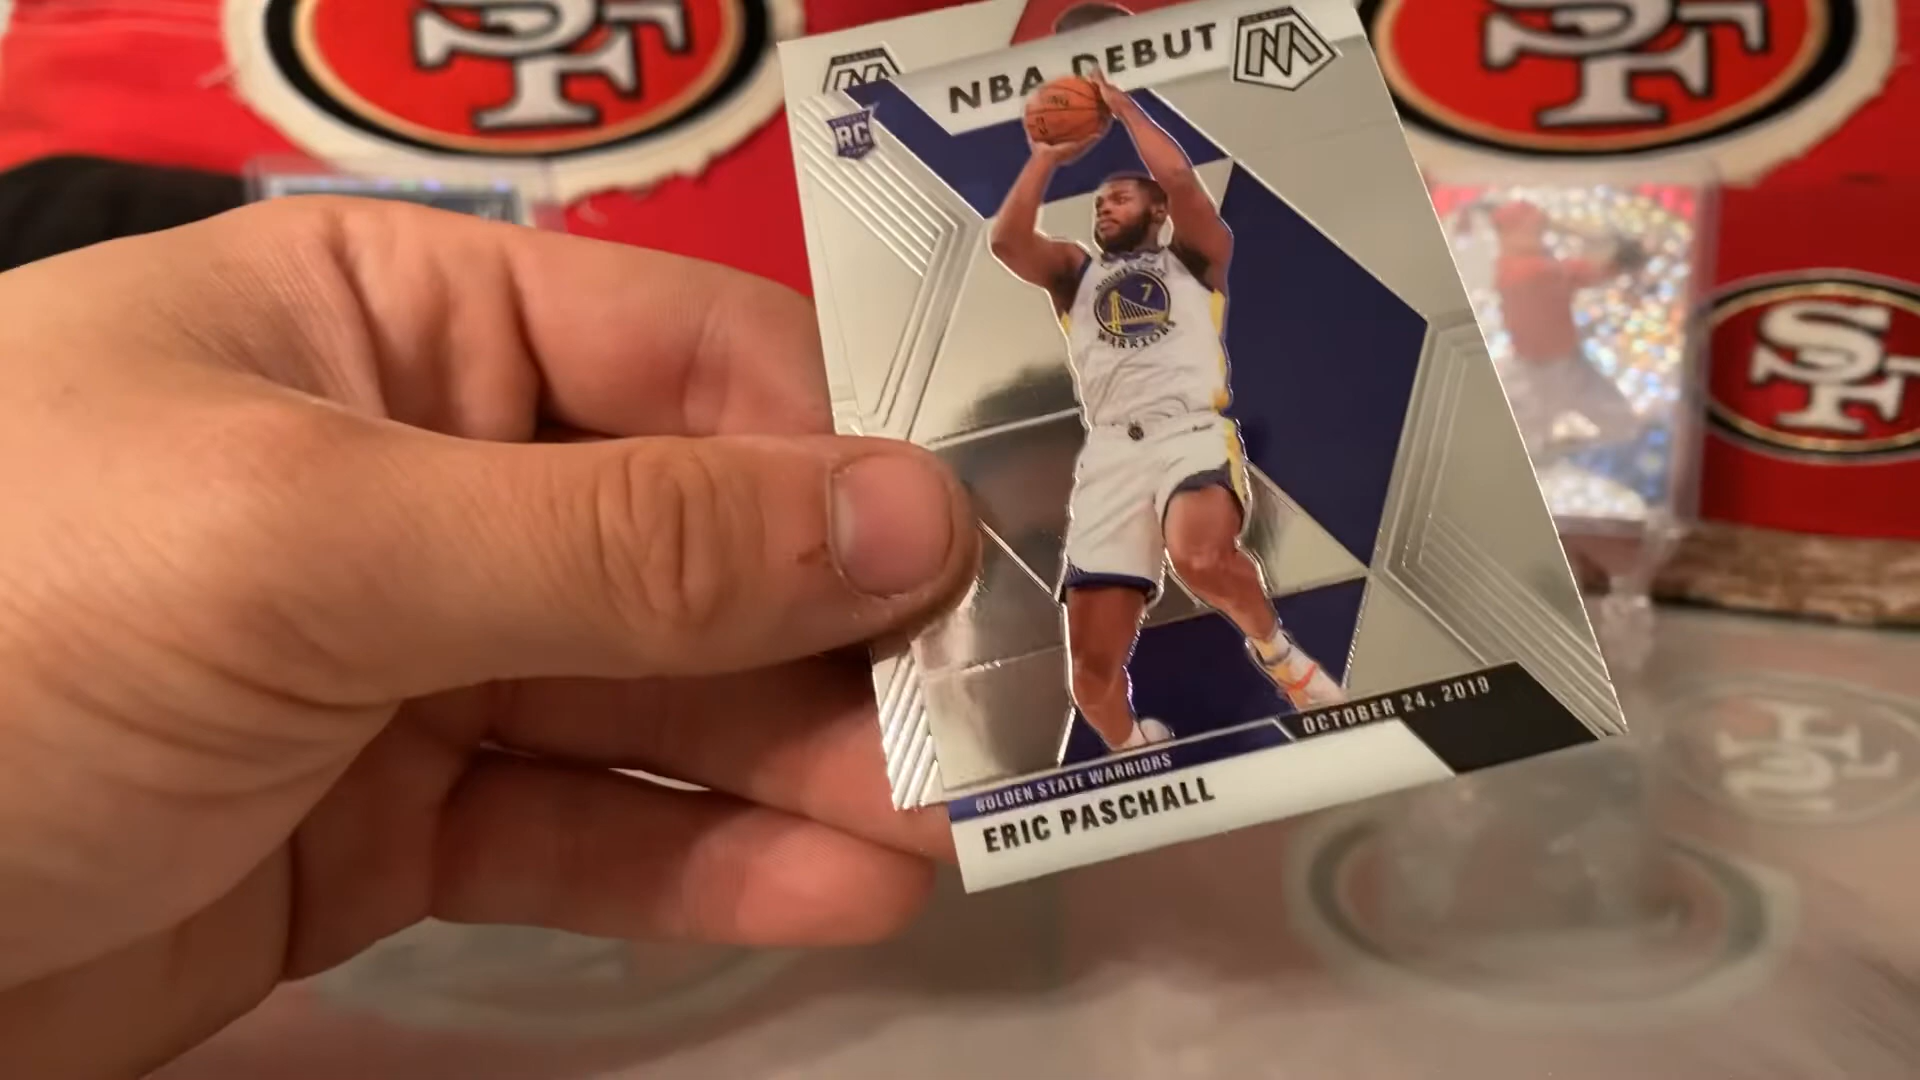 SF
SF
NBA DEBUT
RC
7
WARRIORS
SF
OCTOBER 24, 2019
GOLDEN STATE WARRIORS
ERIC PASCHALL